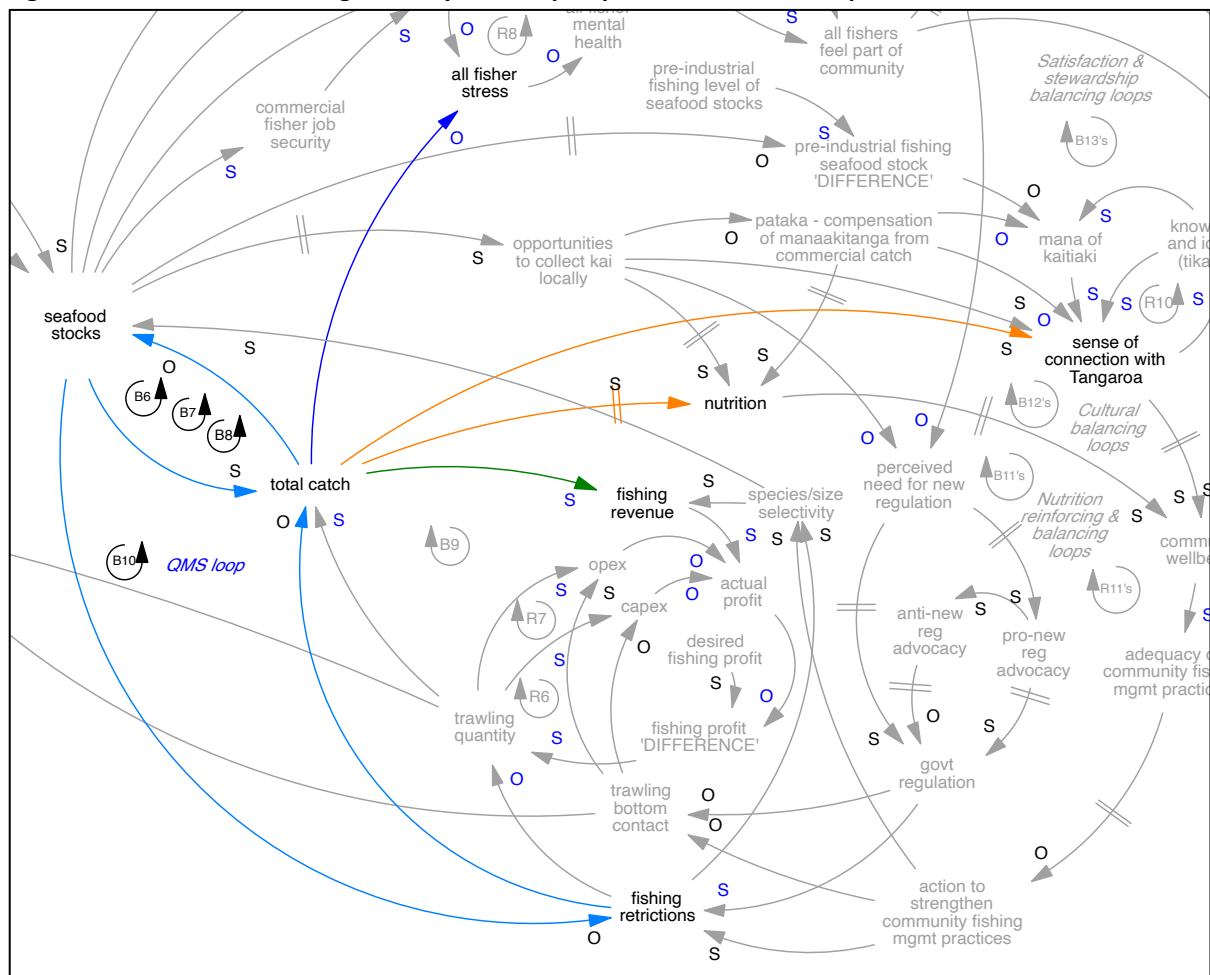 all fisher
mental
health
R8
S
O
O
all fisher
stress
O
S
all fishers
feel part of
community
pre-industrial
fishing level of
seafood stocks
Satisfaction &
stewardship
balancing loops
B13's
commercial
fisher job
security
S
S
O
pre-industrial fishing
seafood stock
'DIFFERENCE'
O
S
seafood
stocks
S
opportunities
to collect kai
locally
O
pataka - compensation
of manaakitanga from
commercial catch
O
S
mana of
kaitiaki
S
S
R10
S
S
O
S
sense of
connection with
Tangaroa
S
O
B6
B7
B8
S
S
S
S
nutrition
B12's
Cultural
balancing
loops
total catch
O
S
S
fishing
revenue
S
species/size
selectivity
S
S
O
O
perceived
need for new
regulation
B11's
Nutrition
reinforcing &
balancing
loops
R11's
S
S
S
B10
QMS loop
B9
opex
S
S
O
O
S
actual
profit
capex
O
R7
S
R6
desired
fishing profit
S
O
fishing profit
'DIFFERENCE'
S
trawling
quantity
O
anti-new
reg
advocacy
S
S
pro-new
reg
advocacy
O
S
S
govt
regulation
S
trawling
bottom
contact
O
O
O
fishing
retrictions
O
S
S
action to
strengthen
community fishing
mgmt practices